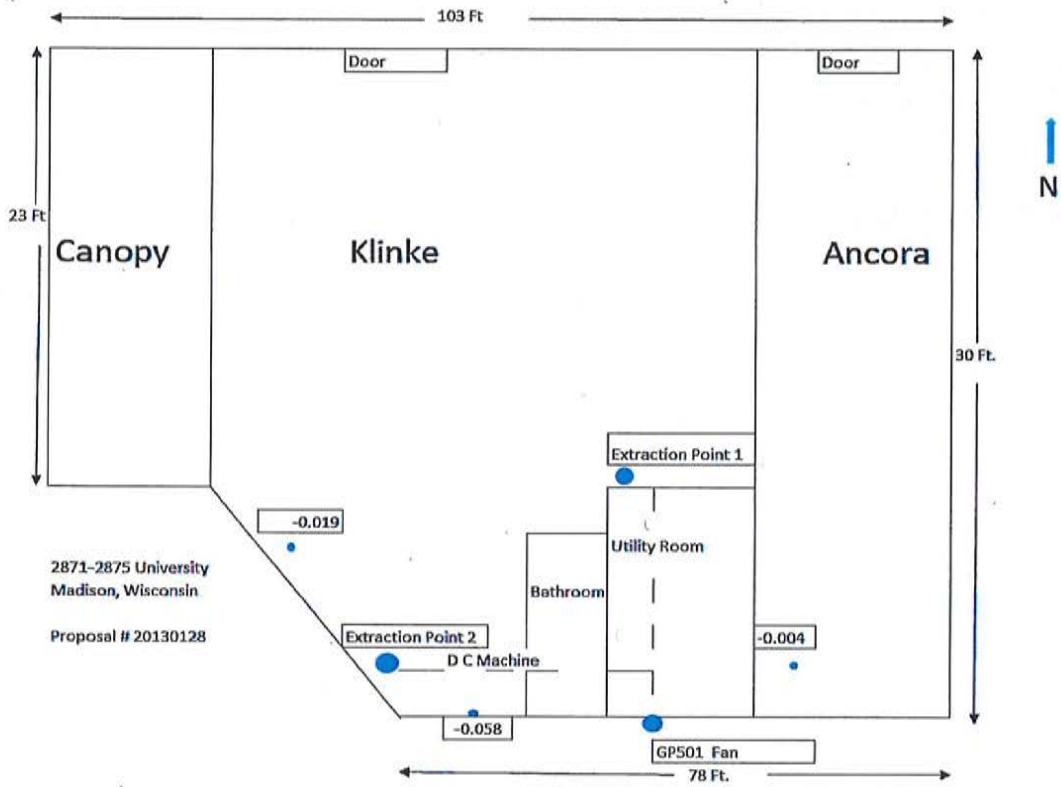 103 Ft
Door
Door
N
23 Ft
Canopy
Klinke
Ancora
30 Ft.
Extraction Point 1
-0.019
Utility Room
2871-2875 University
Madison, Wisconsin
Bathroom
Proposal # 20130128
Extraction Point 2
-0.004
D C Machine
-0.058
GP501 Fan
78 Ft.